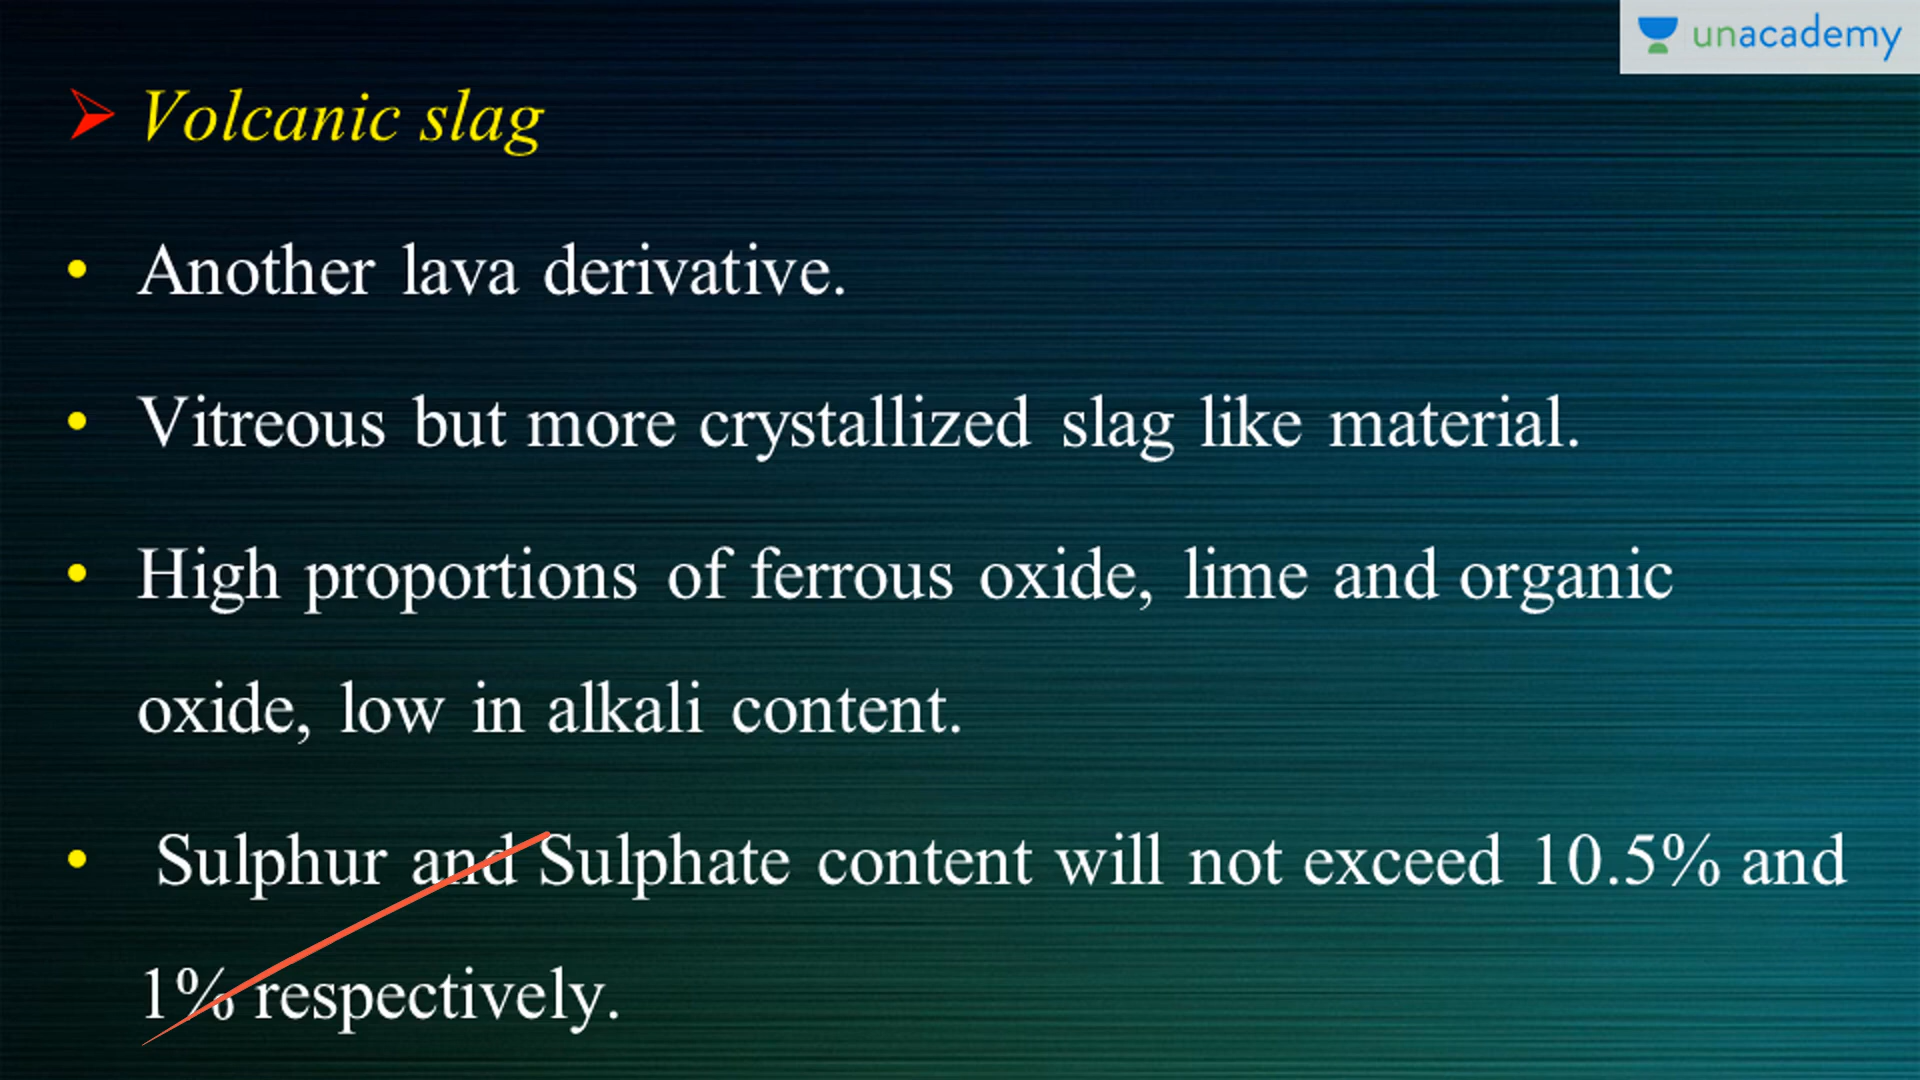 unacademy
Volcanic slag
Another lava derivative.
Vitreous but more crystallized slag like material.
High proportions of ferrous oxide, lime and organic
oxide, low in alkali content.
Sulphur and Sulphate content will not exceed 10.5% and
1% respectively.